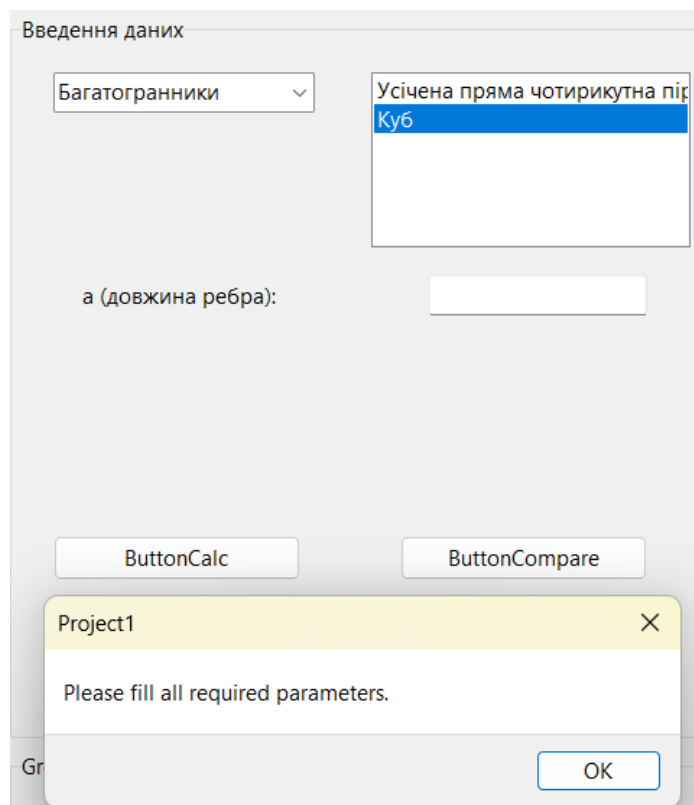 Введення даних
Багатогранники
Усічена пряма чотирикутна пір
Куб
а (довжина ребра):
ButtonCalc
ButtonCompare
Project1
Please fill all required parameters.
OK
Gr